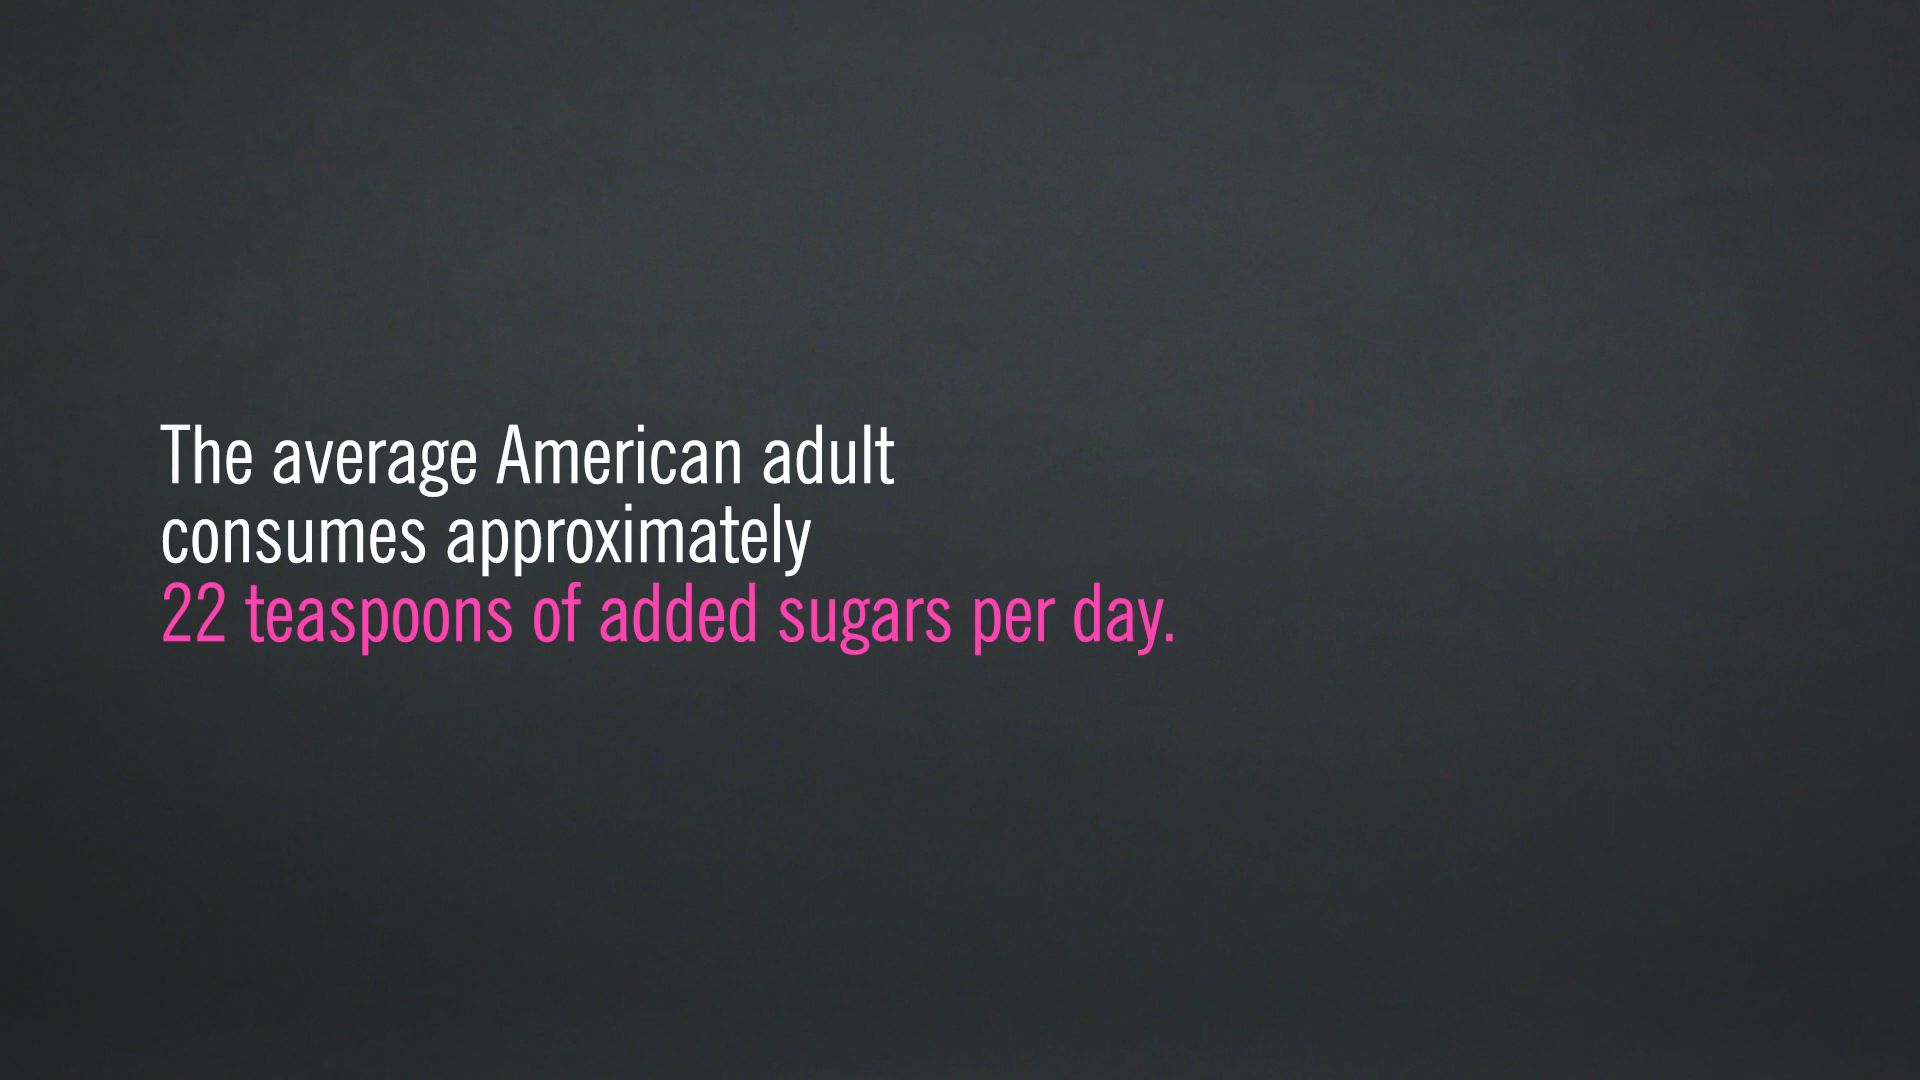 The average American adult
consumes approximately
22 teaspoons of added sugars per day.